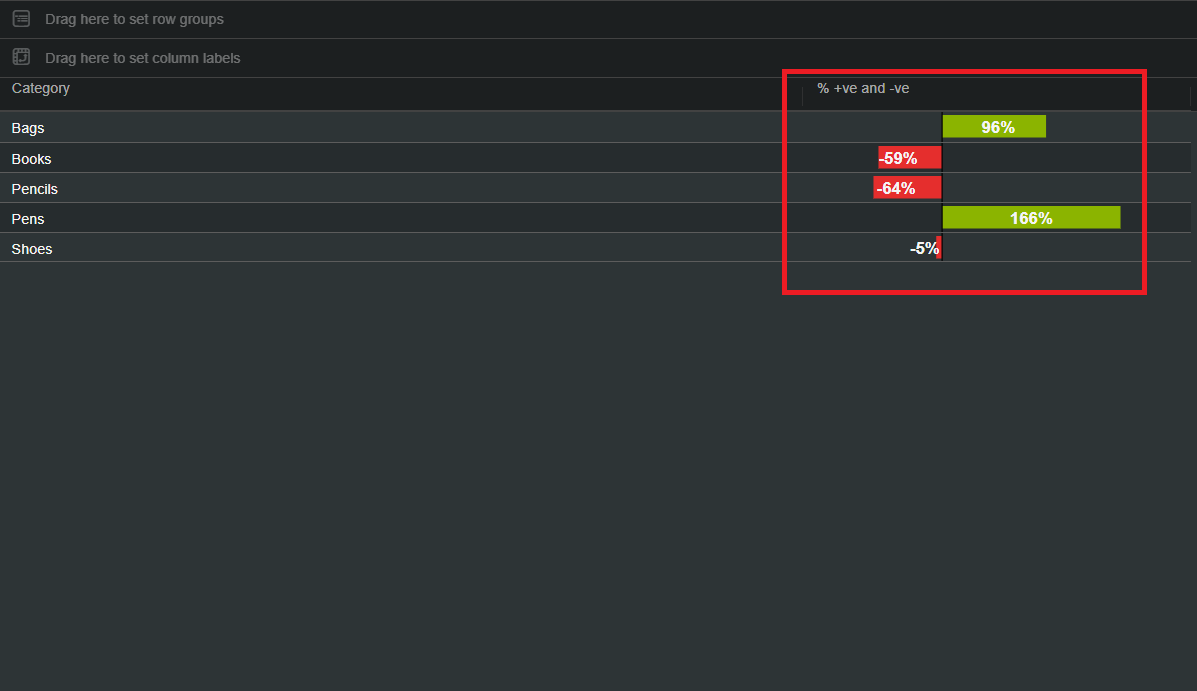 Drag here to set row groups
Drag here to set column labels
Category % +ve and -ve
Bags 96%
Books -59%
Pencils -64%
Pens 166%
Shoes -5%